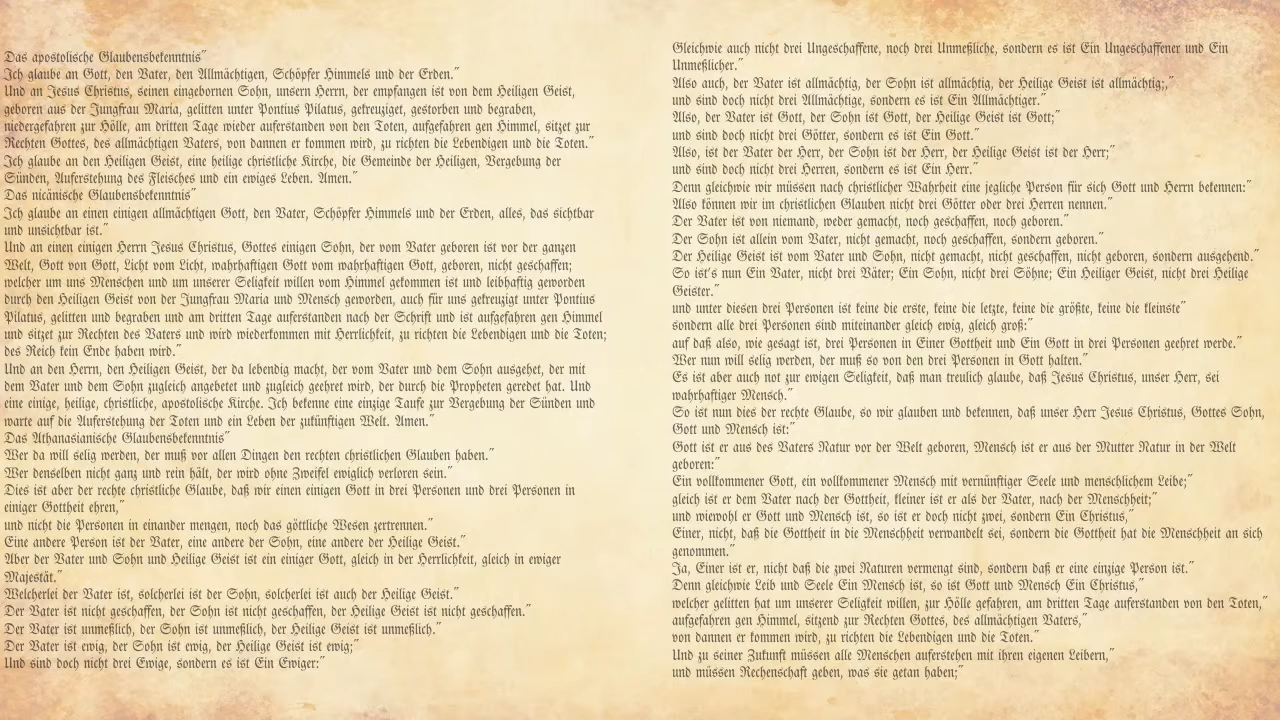 Das apostolische Glaubensbekenntnis"
Ich glaube an Gott, den Vater, den Allmächtigen, Schöpfer Himmels und der Erden."
Und an Jesus Christus, seinen eingebornen Sohn, unsern Herrn, der empfangen ist von dem Heiligen Geist,
geboren aus der Jungfrau Maria, gelitten unter Pontius Pilatus, gekreuziget, gestorben und begraben,
niedergefahren zur Hölle, am dritten Tage wieder auferstanden von den Toten, aufgefahren gen Himmel, sitzet zur
Rechten Gottes, des allmächtigen Vaters, von dannen er kommen wird, zu richten die Lebendigen und die Toten."
Ich glaube an den Heiligen Geist, eine heilige christliche Kirche, die Gemeinde der Heiligen, Vergebung der
Sünden, Auferstehung des Fleisches und ein ewiges Leben. Amen."
Das nicänische Glaubensbekenntnis"
Ich glaube an einen einigen allmächtigen Gott, den Vater, Schöpfer Himmels und der Erden, alles, das sichtbar
und unsichtbar ist."
Und an einen einigen Herrn Jesus Christus, Gottes einigen Sohn, der vom Vater geboren ist vor der ganzen
Welt, Gott von Gott, Licht vom Licht, wahrhaftigen Gott vom wahrhaftigen Gott, geboren, nicht geschaffen;
welcher um uns Menschen und um unserer Seligkeit willen vom Himmel gekommen ist und leibhaftig geworden
durch den Heiligen Geist von der Jungfrau Maria und Mensch geworden, auch für uns gekreuzigt unter Pontius
Pilatus, gelitten und begraben und am dritten Tage auferstanden nach der Schrift und ist aufgefahren gen Himmel
und sitzet zur Rechten des Vaters und wird wiederkommen mit Herrlichkeit, zu richten die Lebendigen und die Toten;
des Reich kein Ende haben wird."
Und an den Herrn, den Heiligen Geist, der da lebendig macht, der vom Vater und dem Sohn ausgehet, der mit
dem Vater und dem Sohn zugleich angebetet und zugleich geehret wird, der durch die Propheten geredet hat. Und
eine einige, heilige, christliche, apostolische Kirche. Ich bekenne eine einzige Taufe zur Vergebung der Sünden und
warte auf die Auferstehung der Toten und ein Leben der zukünftigen Welt. Amen."
Das Athanasianische Glaubensbekenntnis"
Wer da will selig werden, der muß vor allen Dingen den rechten christlichen Glauben haben."
Wer denselben nicht ganz und rein hält, der wird ohne Zweifel ewiglich verloren sein."
Dies ist aber der rechte christliche Glaube, daß wir einen einigen Gott in drei Personen und drei Personen in
einiger Gottheit ehren,"
und nicht die Personen in einander mengen, noch das göttliche Wesen zertrennen."
Eine andere Person ist der Vater, eine andere der Sohn, eine andere der Heilige Geist."
Aber der Vater und Sohn und Heilige Geist ist ein einiger Gott, gleich in der Herrlichkeit, gleich in ewiger
Majestät."
Welcherlei der Vater ist, solcherlei ist der Sohn, solcherlei ist auch der Heilige Geist."
Der Vater ist nicht geschaffen, der Sohn ist nicht geschaffen, der Heilige Geist ist nicht geschaffen."
Der Vater ist unmeßlich, der Sohn ist unmeßlich, der Heilige Geist ist unmeßlich."
Der Vater ist ewig, der Sohn ist ewig, der Heilige Geist ist ewig;"
Und sind doch nicht drei Ewige, sondern es ist Ein Ewiger:"
Gleichwie auch nicht drei Ungeschaffene, noch drei Unmeßliche, sondern es ist Ein Ungeschaffener und Ein
Unmeßlicher."
Also auch, der Vater ist allmächtig, der Sohn ist allmächtig, der Heilige Geist ist allmächtig;,"
und sind doch nicht drei Allmächtige, sondern es ist Ein Allmächtiger."
Also, der Vater ist Gott, der Sohn ist Gott, der Heilige Geist ist Gott;"
und sind doch nicht drei Götter, sondern es ist Ein Gott."
Also, ist der Vater der Herr, der Sohn ist der Herr, der Heilige Geist ist der Herr;"
und sind doch nicht drei Herren, sondern es ist Ein Herr."
Denn gleichwie wir müssen nach christlicher Wahrheit eine jegliche Person für sich Gott und Herrn bekennen:"
Also können wir im christlichen Glauben nicht drei Götter oder drei Herren nennen."
Der Vater ist von niemand, weder gemacht, noch geschaffen, noch geboren."
Der Sohn ist allein vom Vater, nicht gemacht, noch geschaffen, sondern geboren."
Der Heilige Geist ist vom Vater und Sohn, nicht gemacht, nicht geschaffen, nicht geboren, sondern ausgehend."
So ist's nun Ein Vater, nicht drei Väter; Ein Sohn, nicht drei Söhne; Ein Heiliger Geist, nicht drei Heilige
Geister."
und unter diesen drei Personen ist keine die erste, keine die letzte, keine die größte, keine die kleinste"
sondern alle drei Personen sind miteinander gleich ewig, gleich groß:"
auf daß also, wie gesagt ist, drei Personen in Einer Gottheit und Ein Gott in drei Personen geehret werde."
Wer nun will selig werden, der muß so von den drei Personen in Gott halten."
Es ist aber auch not zur ewigen Seligkeit, daß man treulich glaube, daß Jesus Christus, unser Herr, sei
wahrhaftiger Mensch."
So ist nun dies der rechte Glaube, so wir glauben und bekennen, daß unser Herr Jesus Christus, Gottes Sohn,
Gott und Mensch ist:"
Gott ist er aus des Vaters Natur vor der Welt geboren, Mensch ist er aus der Mutter Natur in der Welt
geboren:"
Ein vollkommener Gott, ein vollkommener Mensch mit vernünftiger Seele und menschlichem Leibe;"
gleich ist er dem Vater nach der Gottheit, kleiner ist er als der Vater, nach der Menschheit;"
und wiewohl er Gott und Mensch ist, so ist er doch nicht zwei, sondern Ein Christus,"
Einer, nicht, daß die Gottheit in die Menschheit verwandelt sei, sondern die Gottheit hat die Menschheit an sich
genommen."
Ja, Einer ist er, nicht daß die zwei Naturen vermengt sind, sondern daß er eine einzige Person ist."
Denn gleichwie Leib und Seele Ein Mensch ist, so ist Gott und Mensch Ein Christus,"
welcher gelitten hat um unserer Seligkeit willen, zur Hölle gefahren, am dritten Tage auferstanden von den Toten,"
aufgefahren gen Himmel, sitzend zur Rechten Gottes, des allmächtigen Vaters,"
von dannen er kommen wird, zu richten die Lebendigen und die Toten."
Und zu seiner Zukunft müssen alle Menschen auferstehen mit ihren eigenen Leibern,"
und müssen Rechenschaft geben, was sie getan haben;"